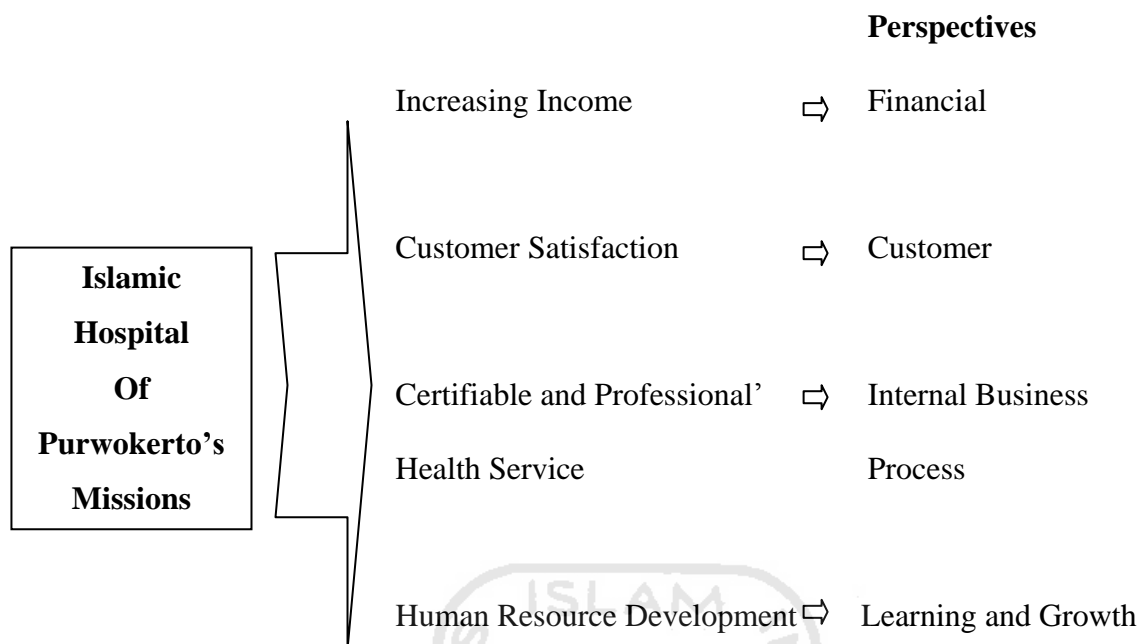 Perspectives
Increasing Income Financial
Customer Satisfaction Customer
Islamic
Hospital
Of
Purwokerto’s
Missions
Certifiable and Professional’ Internal Business
Health Service Process
Human Resource Development Learning and Growth
ISLAM